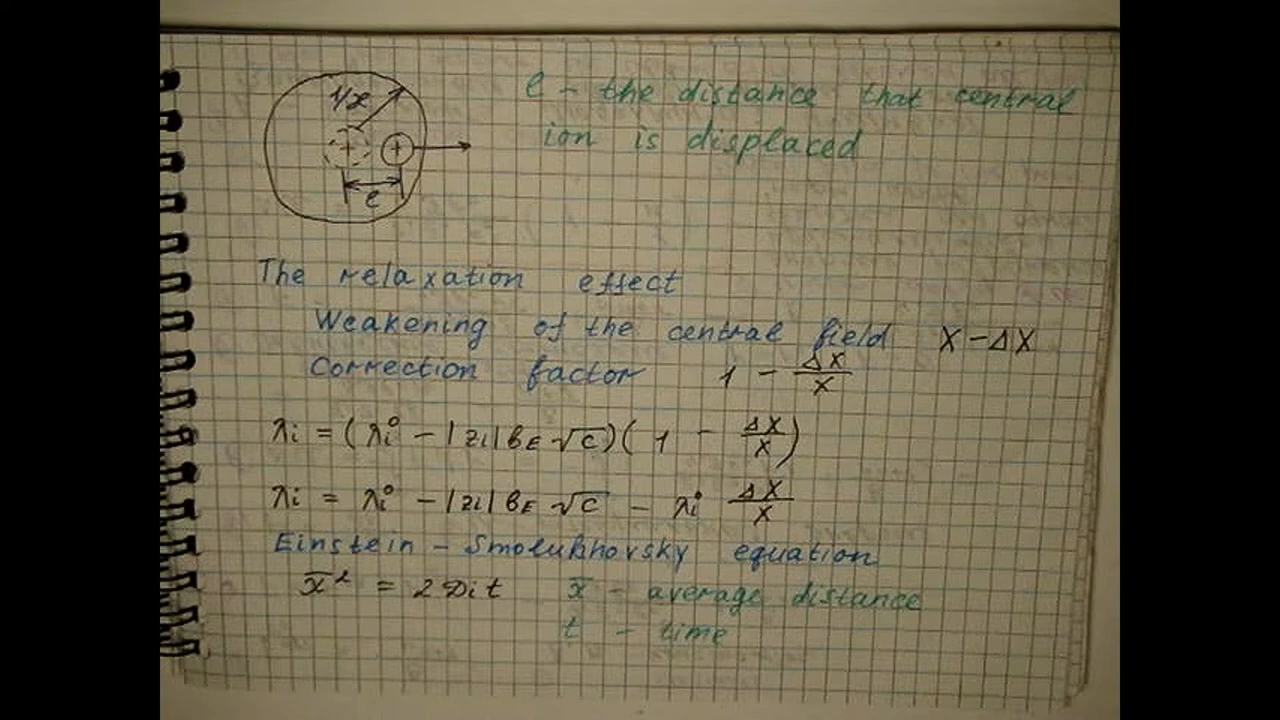 1/æ
e
e - the distance that central
ion is displaced
The relaxation effect
Weakening of the central field X - ΔX
Correction factor 1 - ΔX/X
λi = (λi° - |zi| BE √c)(1 - ΔX/X)
λi = λi° - |zi| BE √c - λi° ΔX/X
Einstein - Smolukhovsky equation
x̄² = 2 Di t x̄ - average distance
t - time